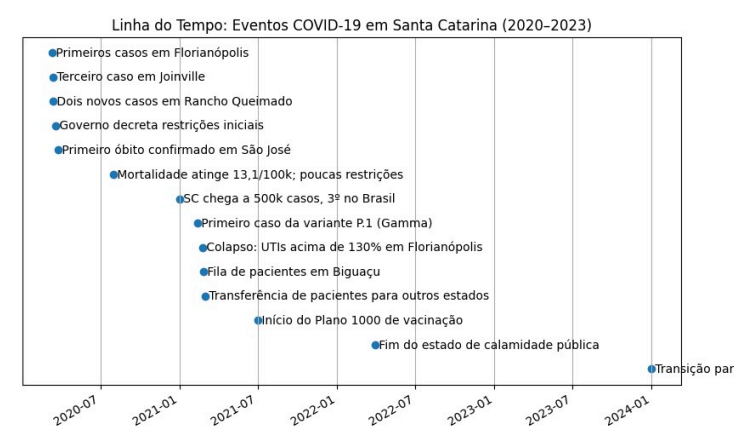 Linha do Tempo: Eventos COVID-19 em Santa Catarina (2020–2023)
Primeiros casos em Florianópolis
Terceiro caso em Joinville
Dois novos casos em Rancho Queimado
Governo decreta restrições iniciais
Primeiro óbito confirmado em São José
Mortalidade atinge 13,1/100k; poucas restrições
SC chega a 500k casos, 3º no Brasil
Primeiro caso da variante P.1 (Gamma)
Colapso: UTIs acima de 130% em Florianópolis
Fila de pacientes em Biguaçu
Transferência de pacientes para outros estados
Início do Plano 1000 de vacinação
Fim do estado de calamidade pública
Transição par
2020-07
2021-01
2021-07
2022-01
2022-07
2023-01
2023-07
2024-01